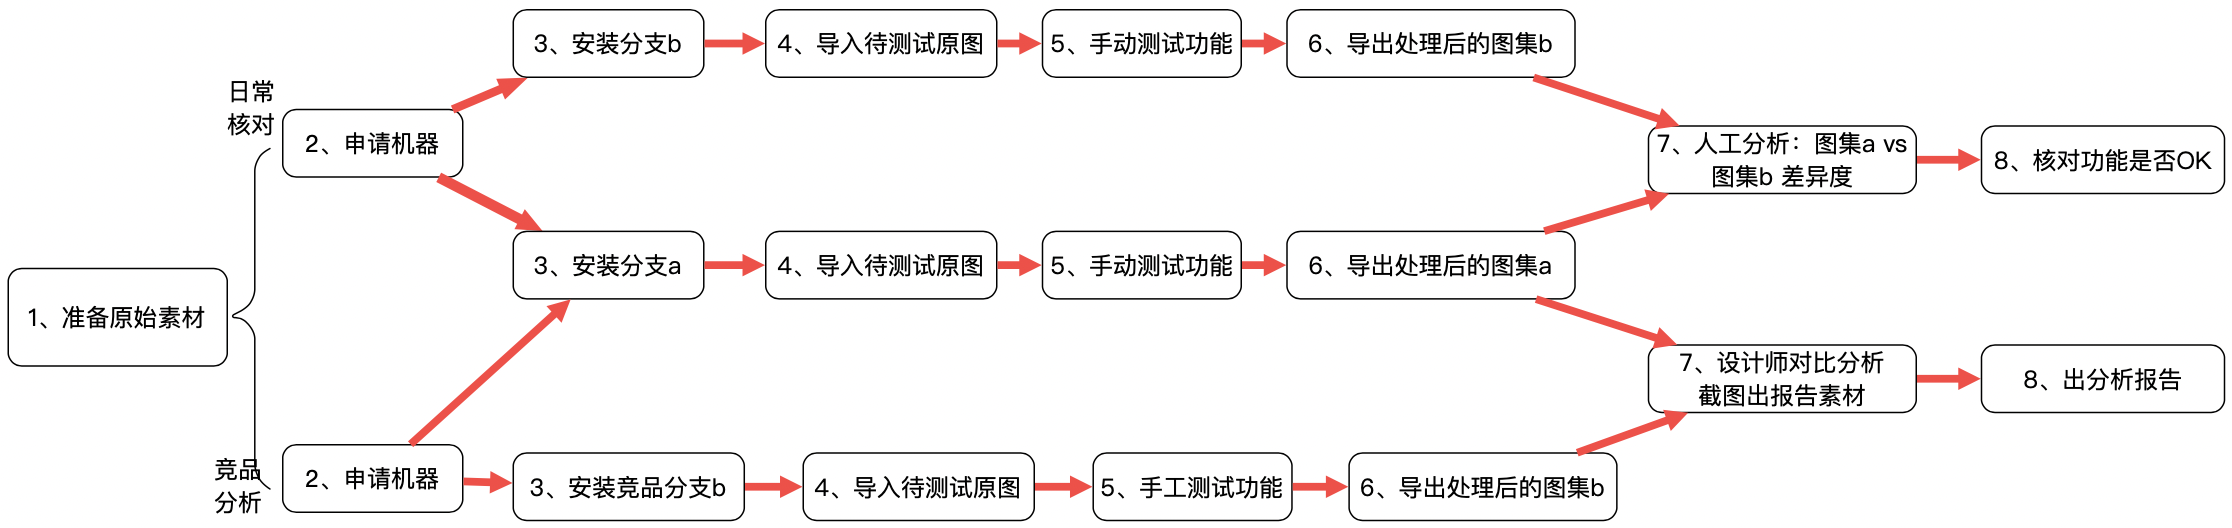 1、准备原始素材
日常
核对
2、申请机器
3、安装分支b
4、导入待测试原图
5、手动测试功能
6、导出处理后的图集b
3、安装分支a
4、导入待测试原图
5、手动测试功能
6、导出处理后的图集a
7、人工分析：图集a vs
图集b 差异度
8、核对功能是否OK
竞品
分析
2、申请机器
3、安装竞品分支b
4、导入待测试原图
5、手工测试功能
6、导出处理后的图集b
7、设计师对比分析
截图出报告素材
8、出分析报告